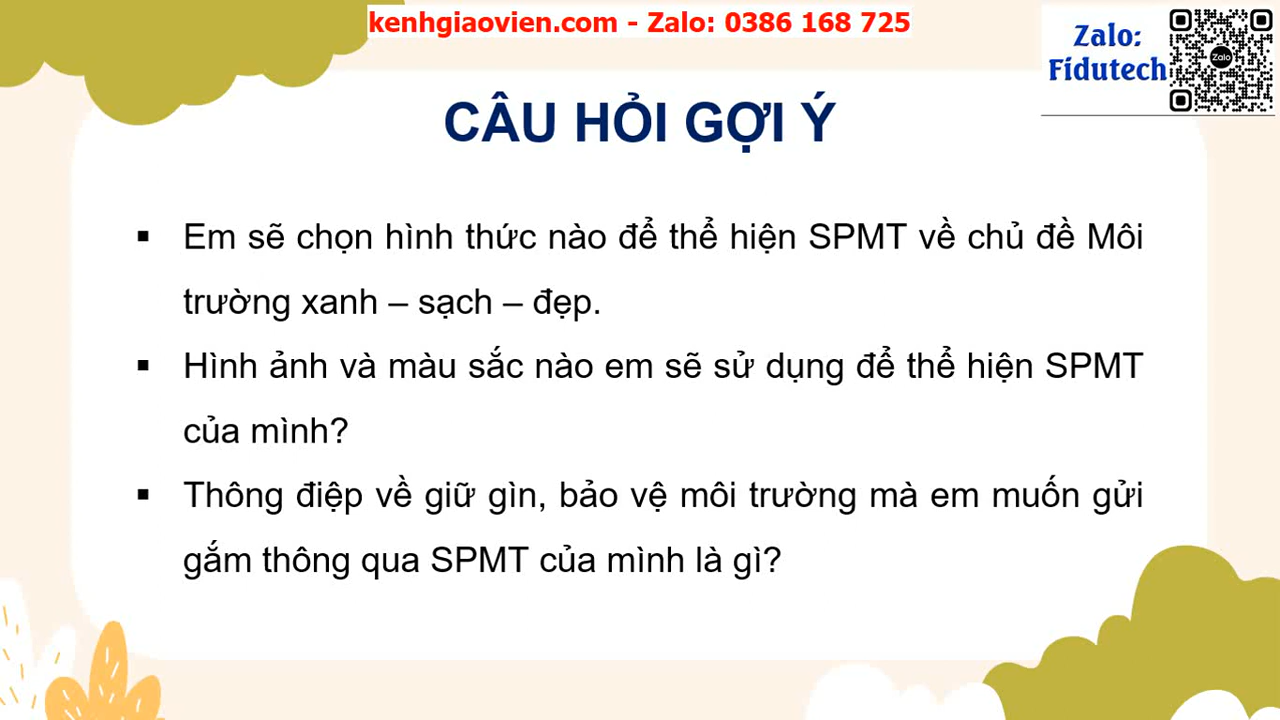 kenhgiaovien.com - Zalo: 0386 168 725
Zalo:
Fidutech
Zalo
CÂU HỎI GỢI Ý
▪ Em sẽ chọn hình thức nào để thể hiện SPMT về chủ đề Môi
trường xanh – sạch – đẹp.
▪ Hình ảnh và màu sắc nào em sẽ sử dụng để thể hiện SPMT
của mình?
▪ Thông điệp về giữ gìn, bảo vệ môi trường mà em muốn gửi
gắm thông qua SPMT của mình là gì?